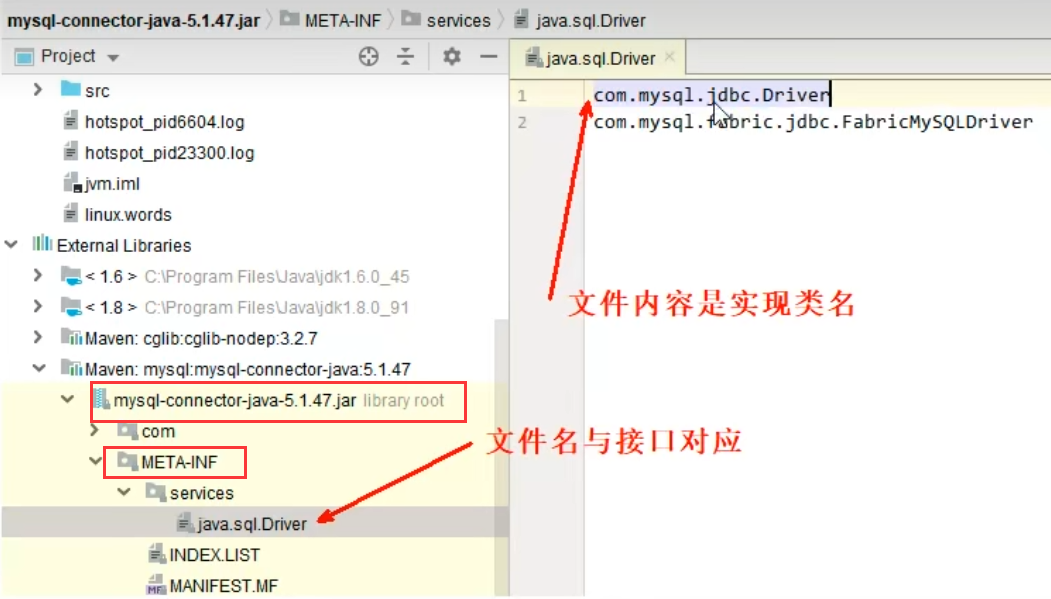 mysql-connector-java-5.1.47.jar META-INF services java.sql.Driver
Project
src
hotspot_pid6604.log
hotspot_pid23300.log
jvm.iml
linux.words
External Libraries
< 1.6 > C:\Program Files\Java\jdk1.6.0_45
< 1.8 > C:\Program Files\Java\jdk1.8.0_91
Maven: cglib:cglib-nodep:3.2.7
Maven: mysql:mysql-connector-java:5.1.47
mysql-connector-java-5.1.47.jar library root
com
META-INF
services
java.sql.Driver
INDEX.LIST
MF MANIFEST.MF
java.sql.Driver
1 com.mysql.jdbc.Driver
2 com.mysql.fabric.jdbc.FabricMySQLDriver
文件内容是实现类名
文件名与接口对应